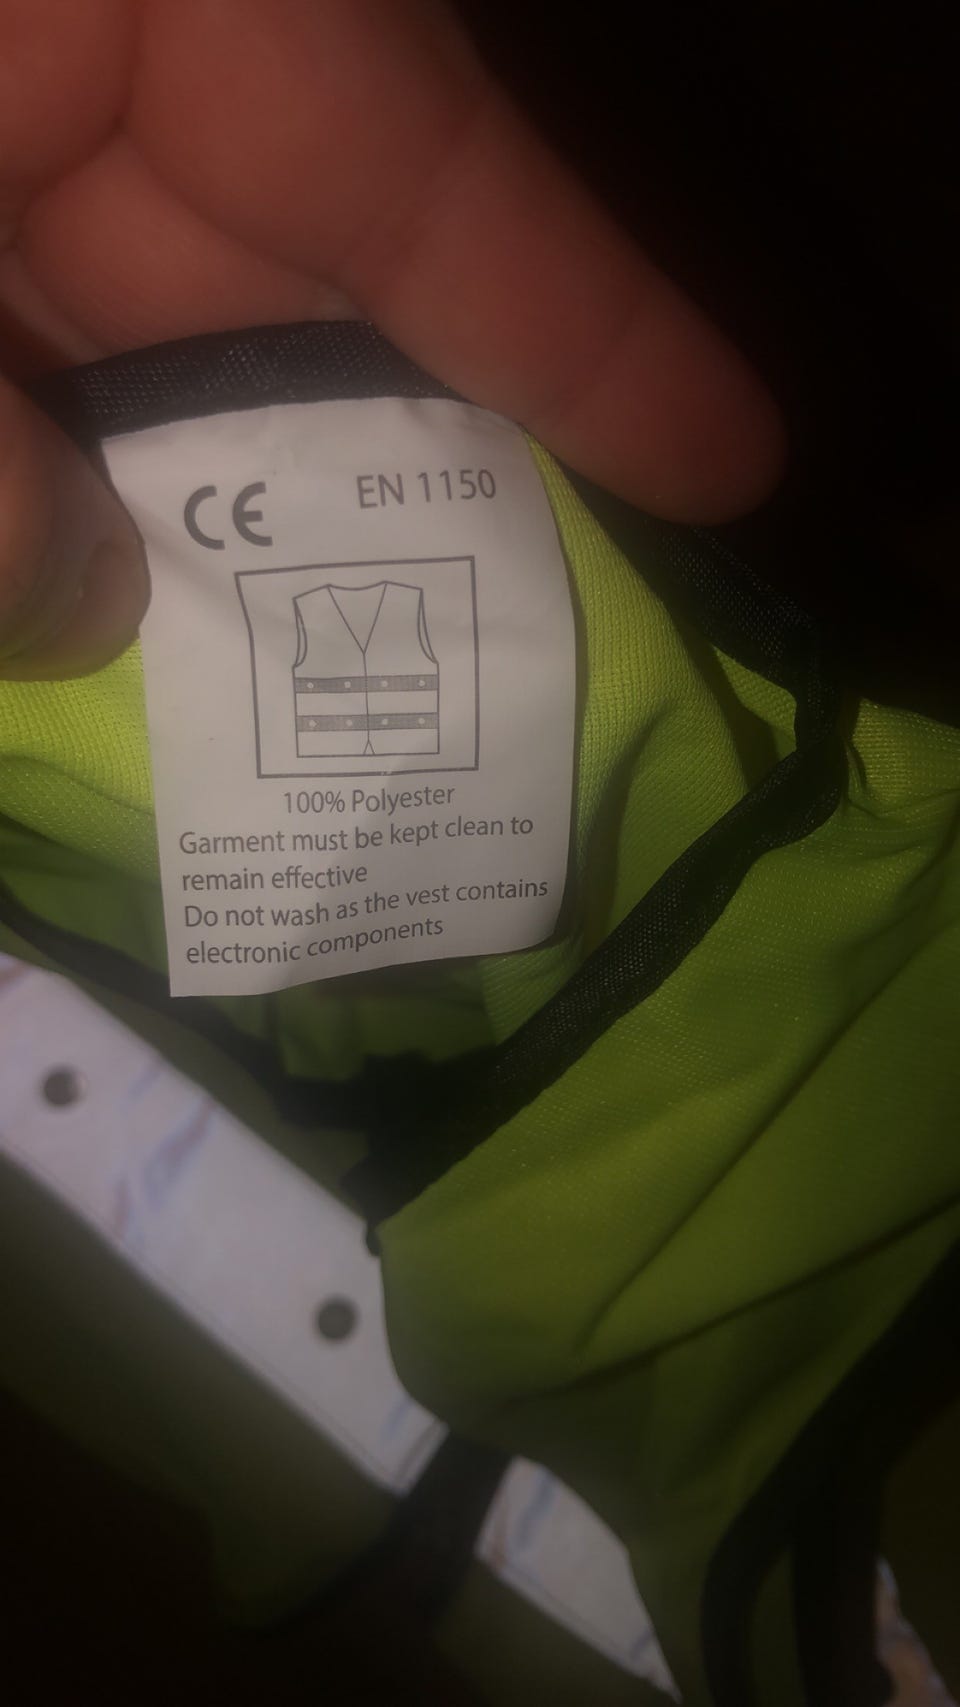 CE EN 1150
100% Polyester
Garment must be kept clean to
remain effective
Do not wash as the vest contains
electronic components